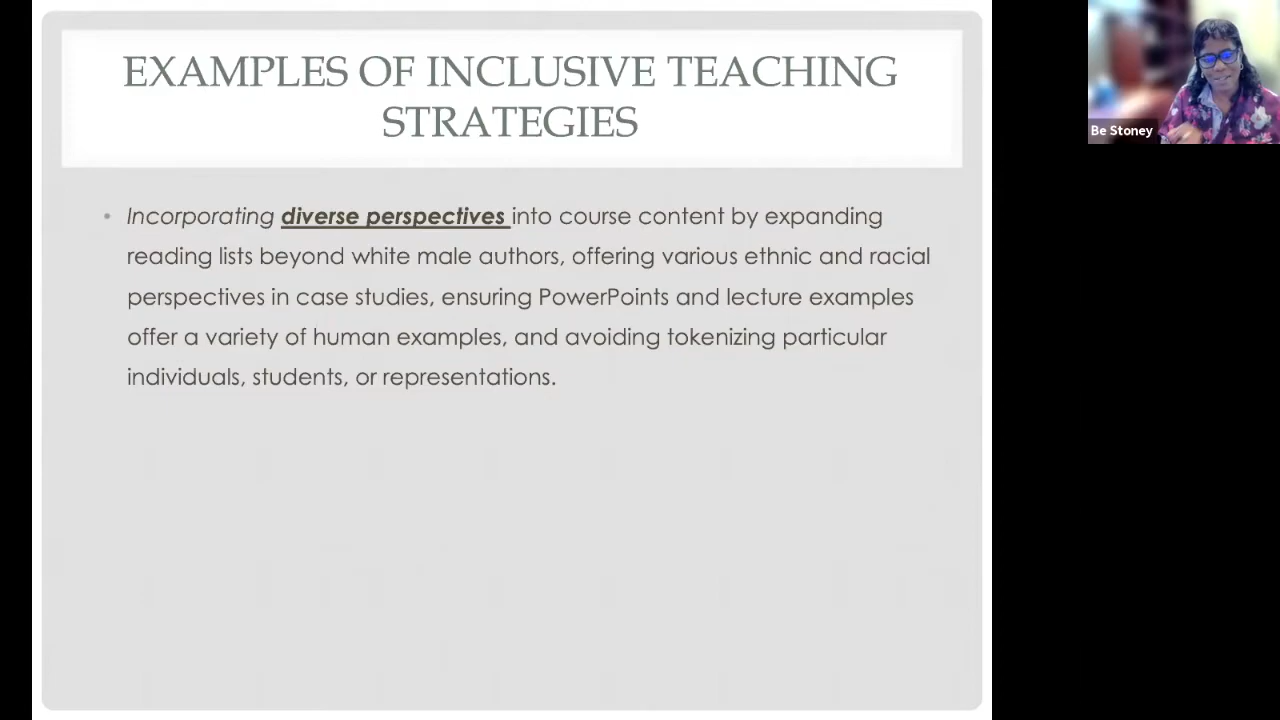 EXAMPLES OF INCLUSIVE TEACHING
STRATEGIES
• Incorporating diverse perspectives into course content by expanding
reading lists beyond white male authors, offering various ethnic and racial
perspectives in case studies, ensuring PowerPoints and lecture examples
offer a variety of human examples, and avoiding tokenizing particular
individuals, students, or representations.
Be Stoney